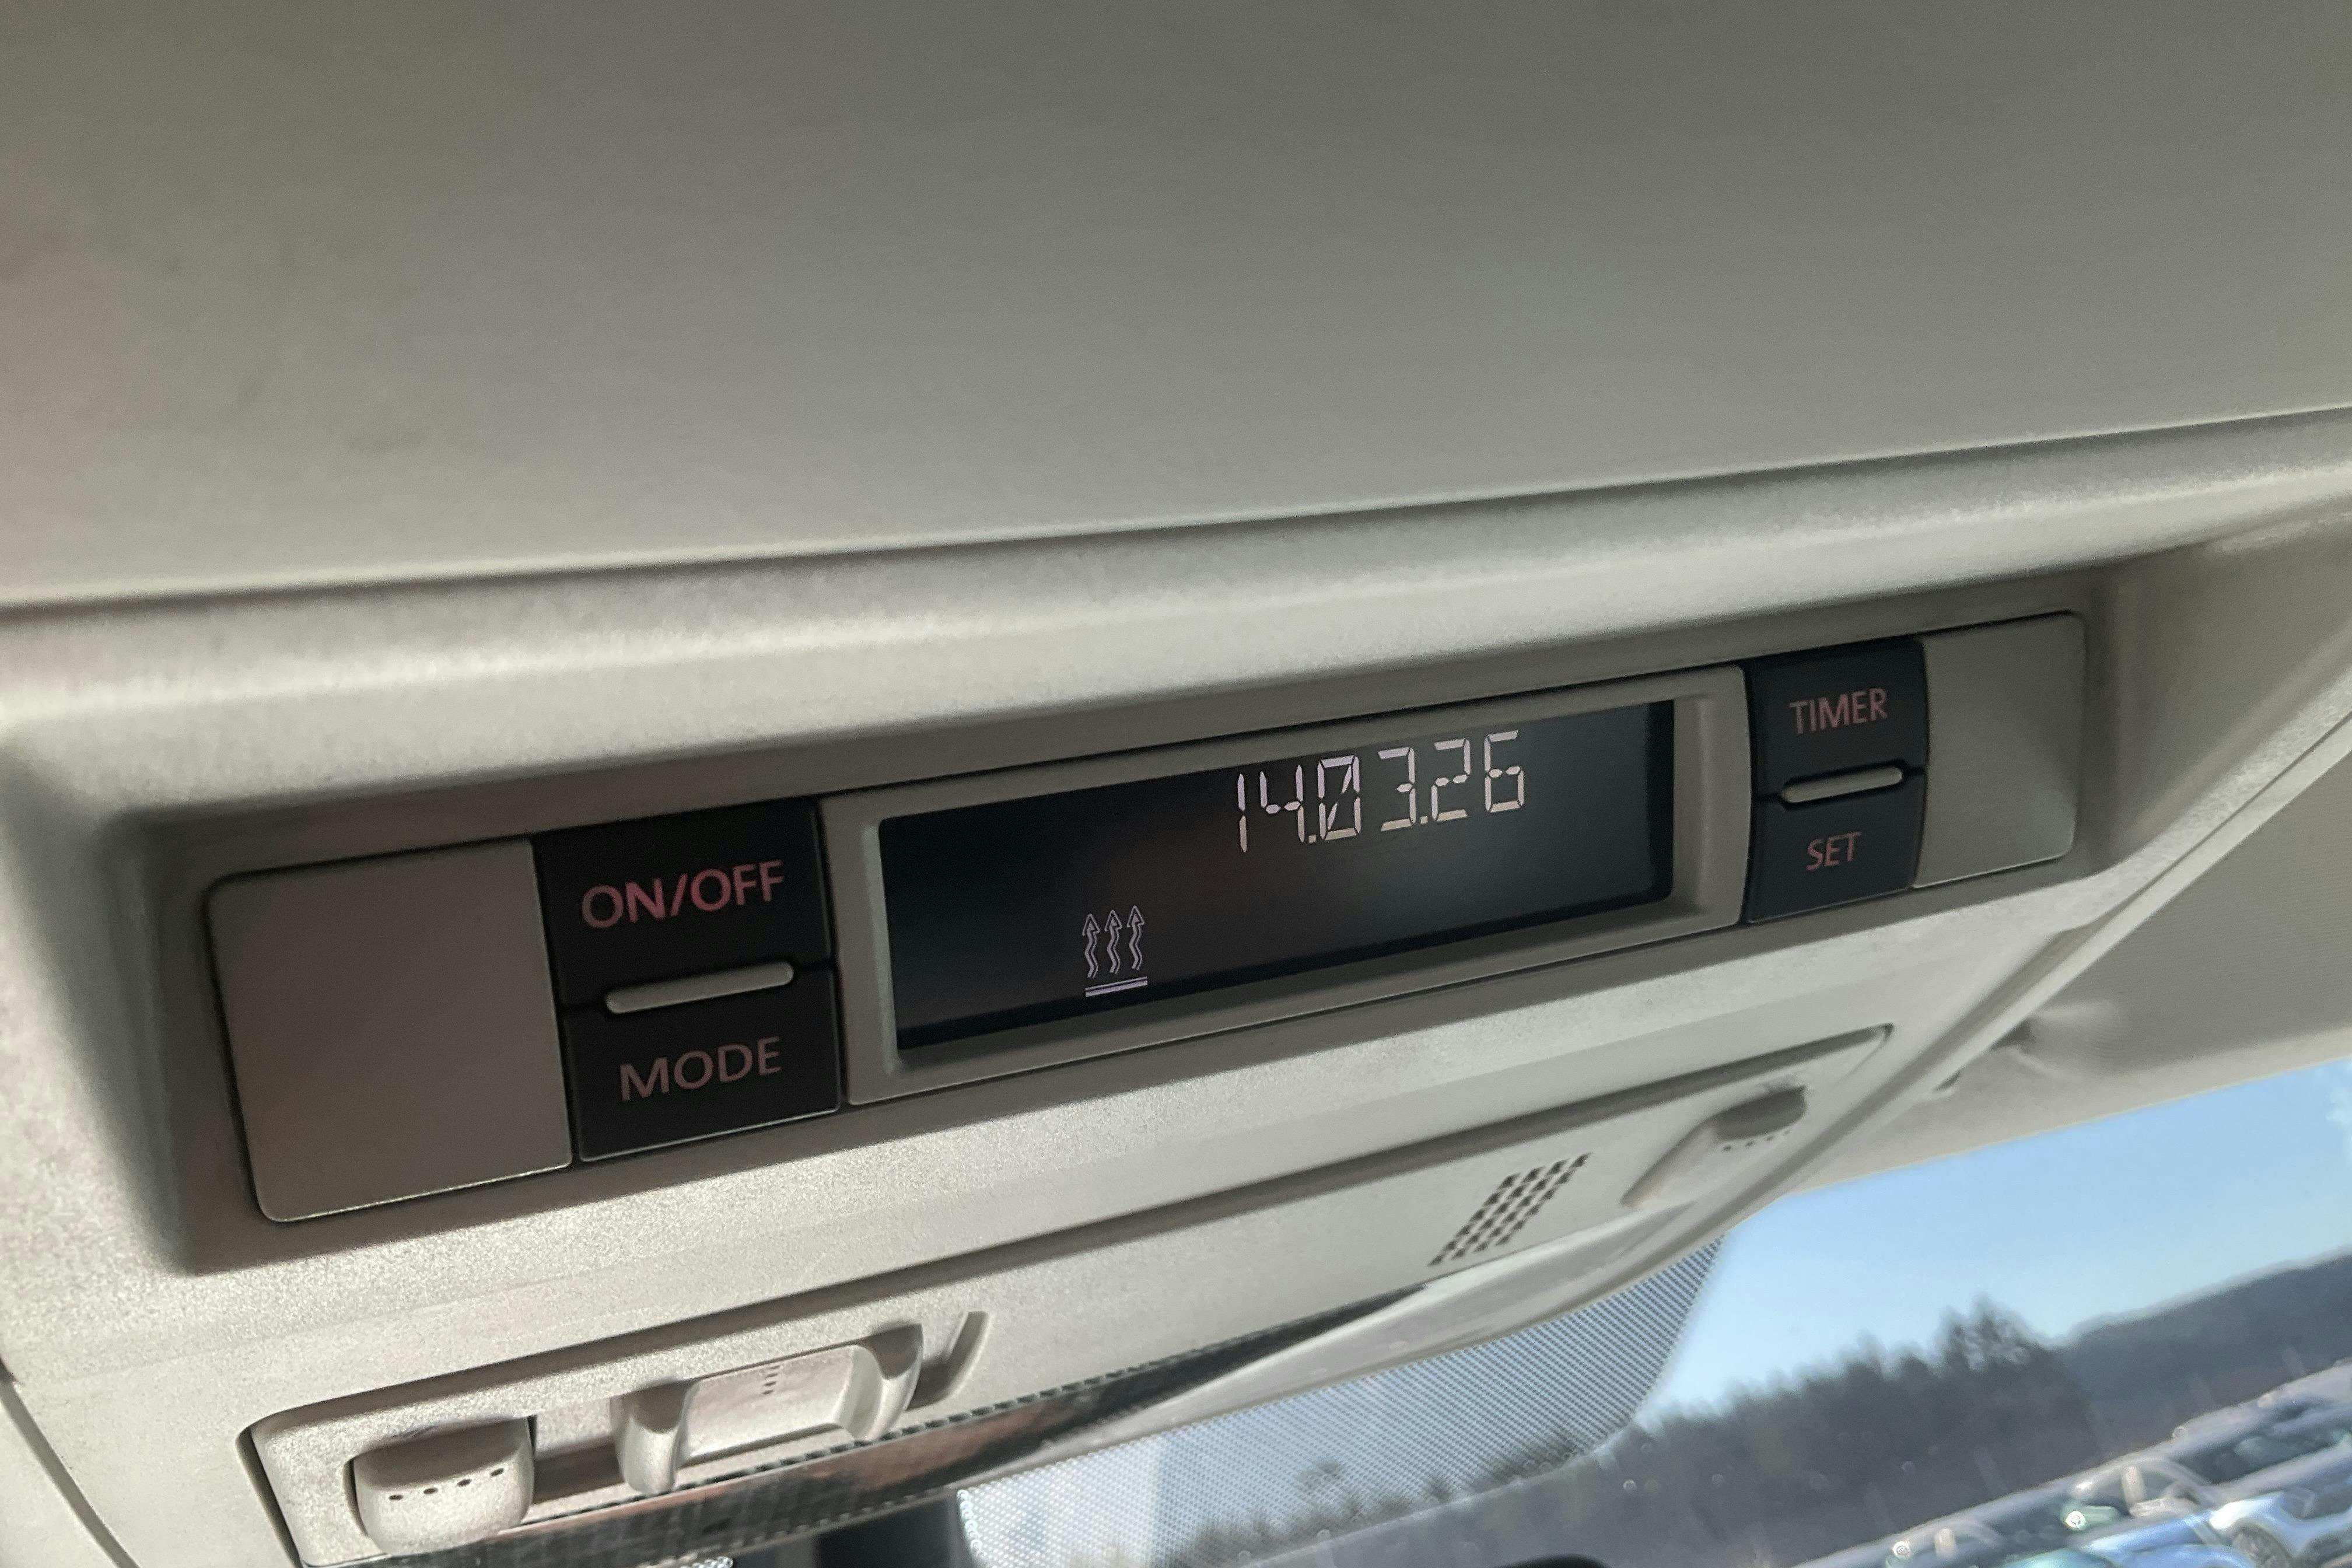 ON/OFF
MODE
14.03.26
TIMER
SET